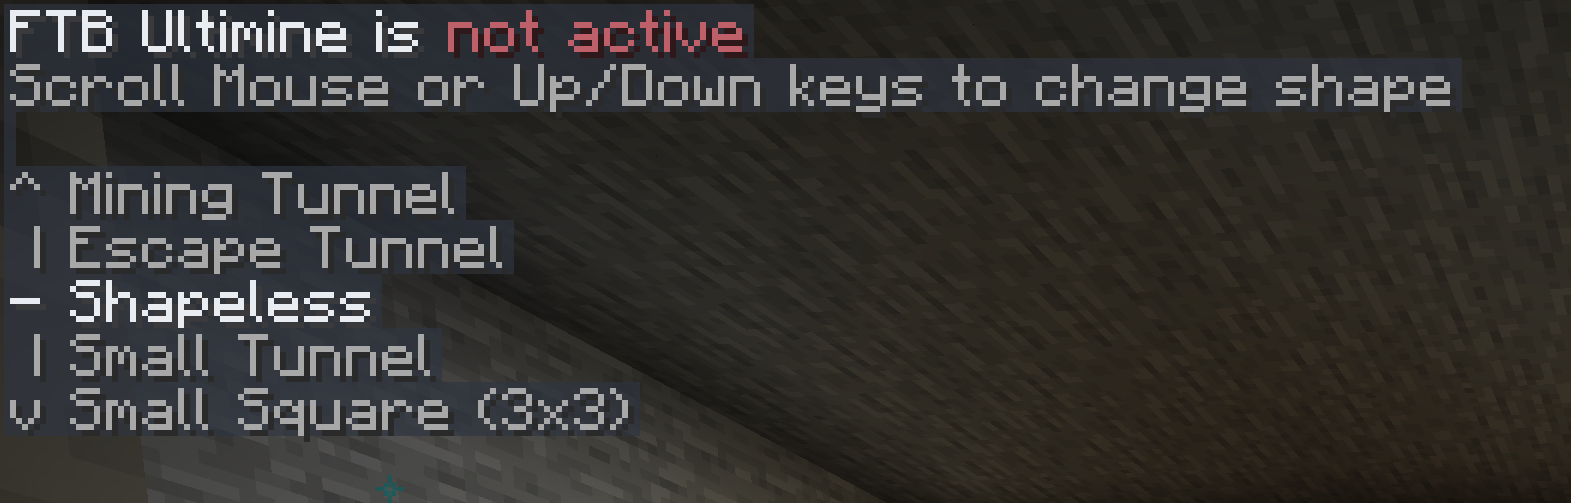 FTB Ultimine is not active
Scroll Mouse or Up/Down keys to change shape
^ Mining Tunnel
| Escape Tunnel
- Shapeless
| Small Tunnel
v Small Square (3x3)